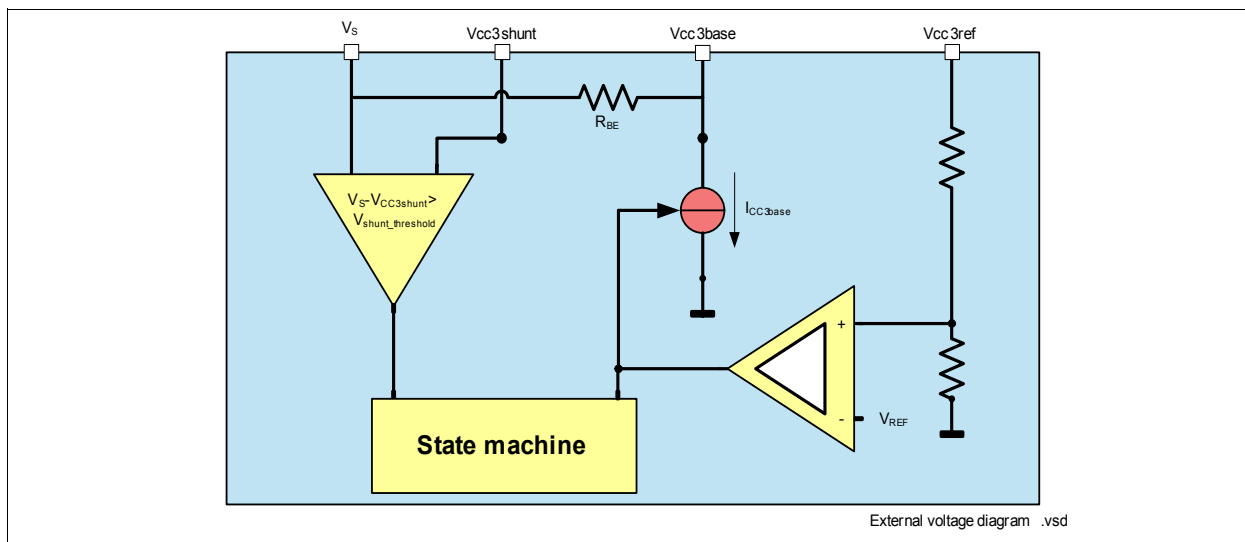 VS
Vcc3shunt
Vcc3base
Vcc3ref
RBE
VS-VCC3shunt>
Vshunt_threshold
ICC3base
+
-
VREF
State machine
External voltage diagram .vsd